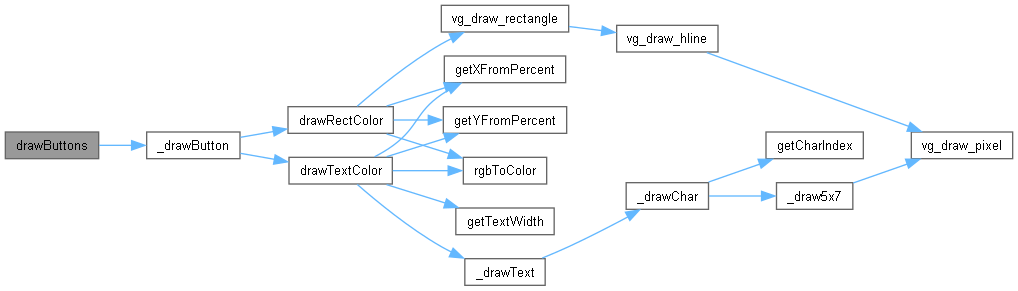 drawButtons
_drawButton
drawRectColor
drawTextColor
vg_draw_rectangle
getXFromPercent
getYFromPercent
rgbToColor
getTextWidth
_drawText
vg_draw_hline
_drawChar
getCharIndex
_draw5x7
vg_draw_pixel